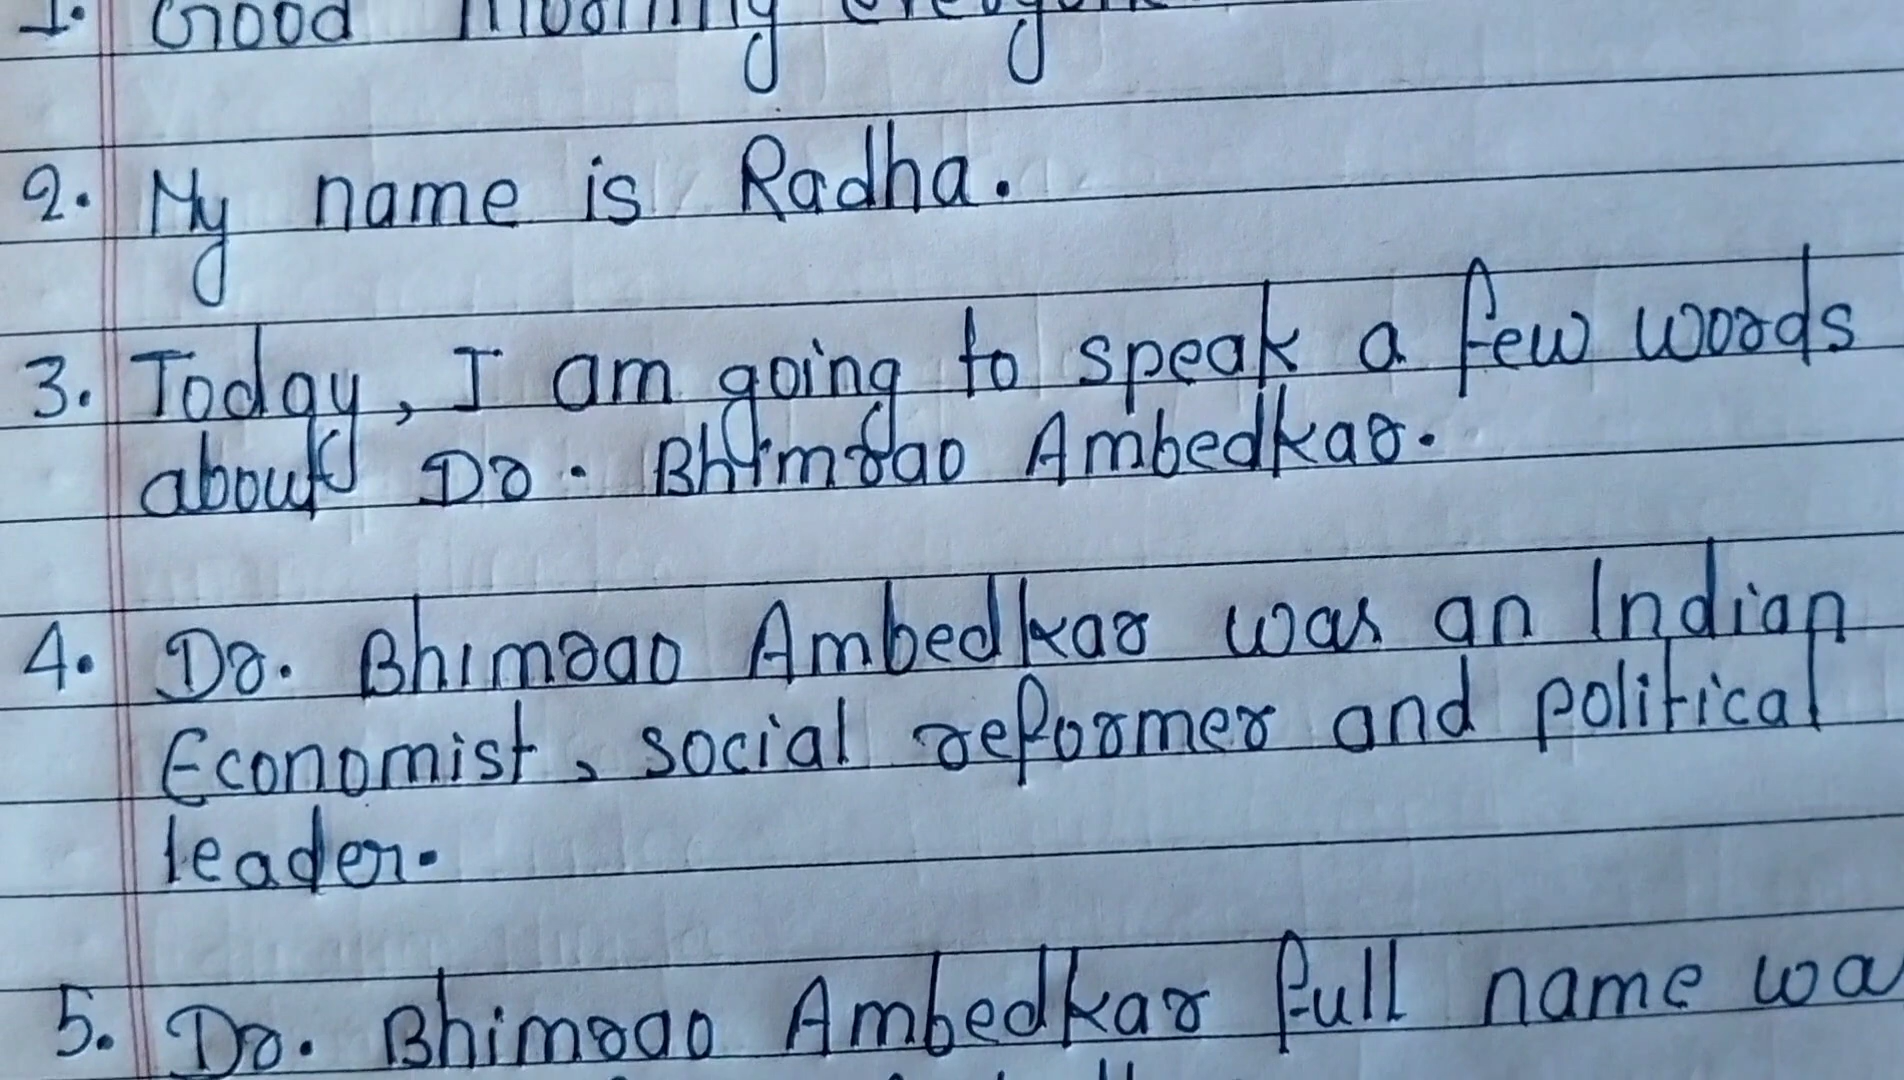 1. Good morning everyone
2. My name is Radha.
3. Today, I am going to speak a few words
about Dr. Bhimrao Ambedkar.
4. Dr. Bhimrao Ambedkar was an Indian
Economist, social reformer and political
leader.
5. Dr. Bhimrao Ambedkar full name wa